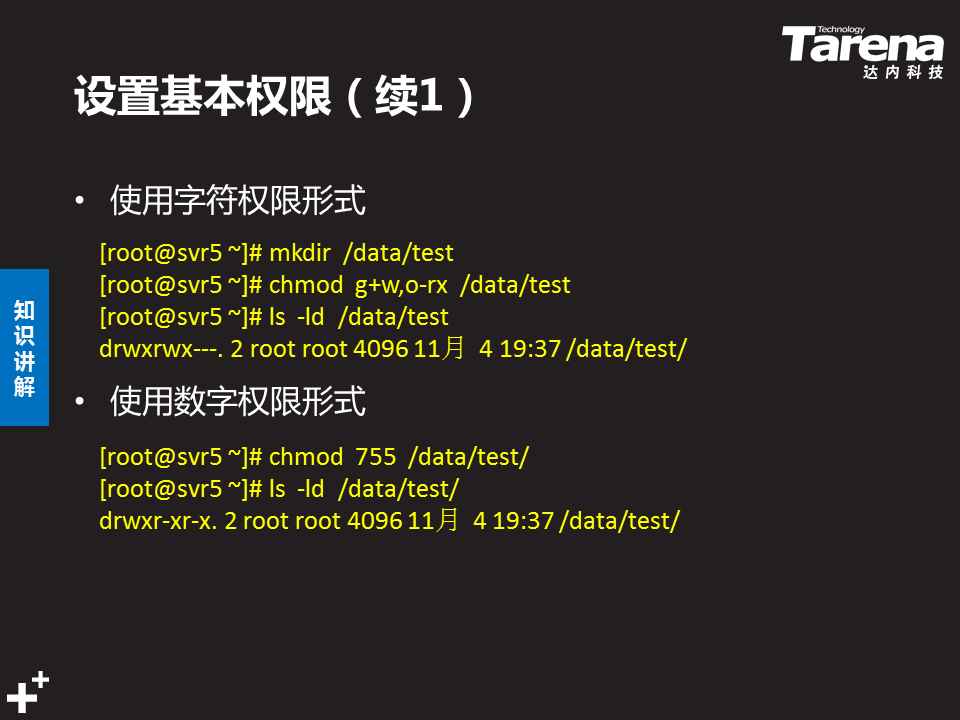 Technology
Tarena
达内科技
设置基本权限（续1）
• 使用字符权限形式
[root@svr5 ~]# mkdir  /data/test
[root@svr5 ~]# chmod  g+w,o-rx  /data/test
[root@svr5 ~]# ls  -ld  /data/test
drwxrwx---. 2 root root 4096 11月  4 19:37 /data/test/
知识讲解
• 使用数字权限形式
[root@svr5 ~]# chmod  755  /data/test/
[root@svr5 ~]# ls  -ld  /data/test/
drwxr-xr-x. 2 root root 4096 11月  4 19:37 /data/test/